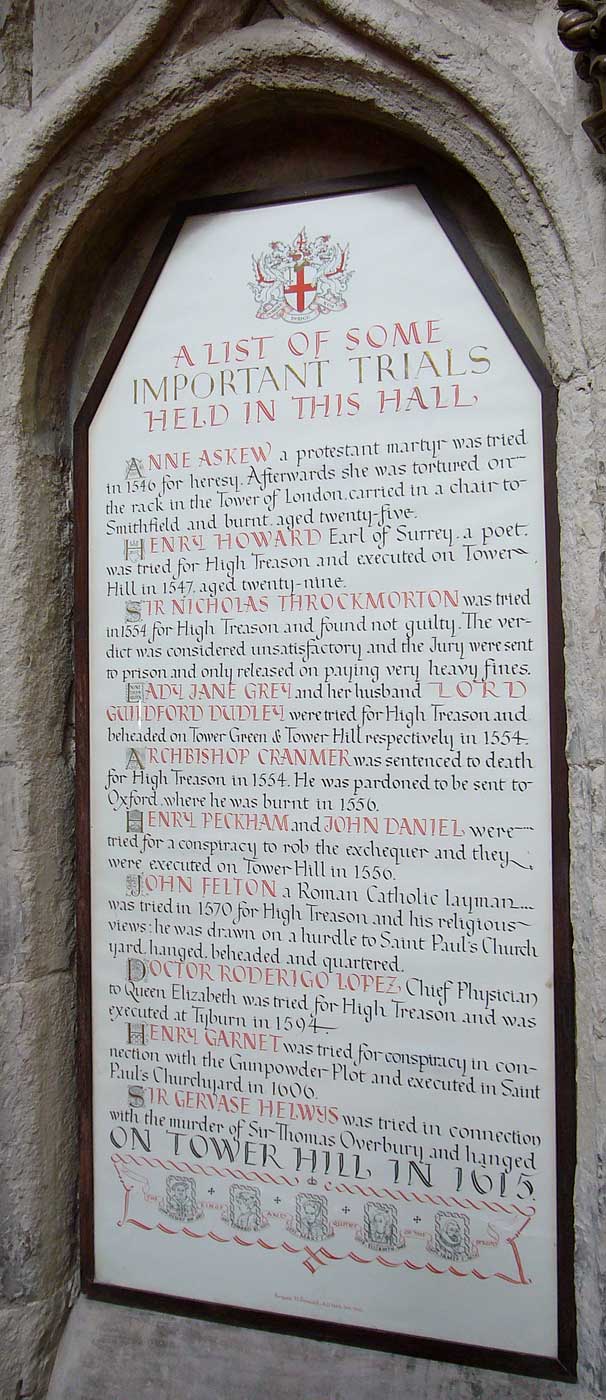 A LIST OF SOME
IMPORTANT TRIALS
HELD IN THIS HALL
ANNE ASKEW a protestant martyr was tried
in 1546 for heresy. Afterwards she was tortured on
the rack in the Tower of London, carried in a chair to
Smithfield and burnt, aged twenty-five.
HENRY HOWARD Earl of Surrey, a poet,
was tried for High Treason and executed on Tower
Hill in 1547, aged twenty-nine.
SIR NICHOLAS THROCKMORTON was tried
in 1554 for High Treason and found not guilty. The ver-
dict was considered unsatisfactory and the Jury were sent
to prison and only released on paying very heavy fines.
LADY JANE GREY and her husband LORD
GUILDFORD DUDLEY were tried for High Treason and
beheaded on Tower Green & Tower Hill respectively in 1554.
ARCHBISHOP CRANMER was sentenced to death
for High Treason in 1554. He was pardoned to be sent to
Oxford, where he was burnt in 1556.
HENRY PECKHAM and JOHN DANIEL were
tried for a conspiracy to rob the exchequer and they
were executed on Tower Hill in 1556.
JOHN FELTON a Roman Catholic layman
was tried in 1570 for High Treason and his religious
views: he was drawn on a hurdle to Saint Paul's Church
yard, hanged, beheaded and quartered.
DOCTOR RODERIGO LOPEZ, Chief Physician
to Queen Elizabeth was tried for High Treason and was
executed at Tyburn in 1594
HENRY GARNET was tried for conspiracy in con-
nection with the Gunpowder Plot and executed in Saint
Paul's Churchyard in 1606.
SIR GERVASE HELWYS was tried in connection
with the murder of Sir Thomas Overbury and hanged
ON TOWER HILL IN 1615.